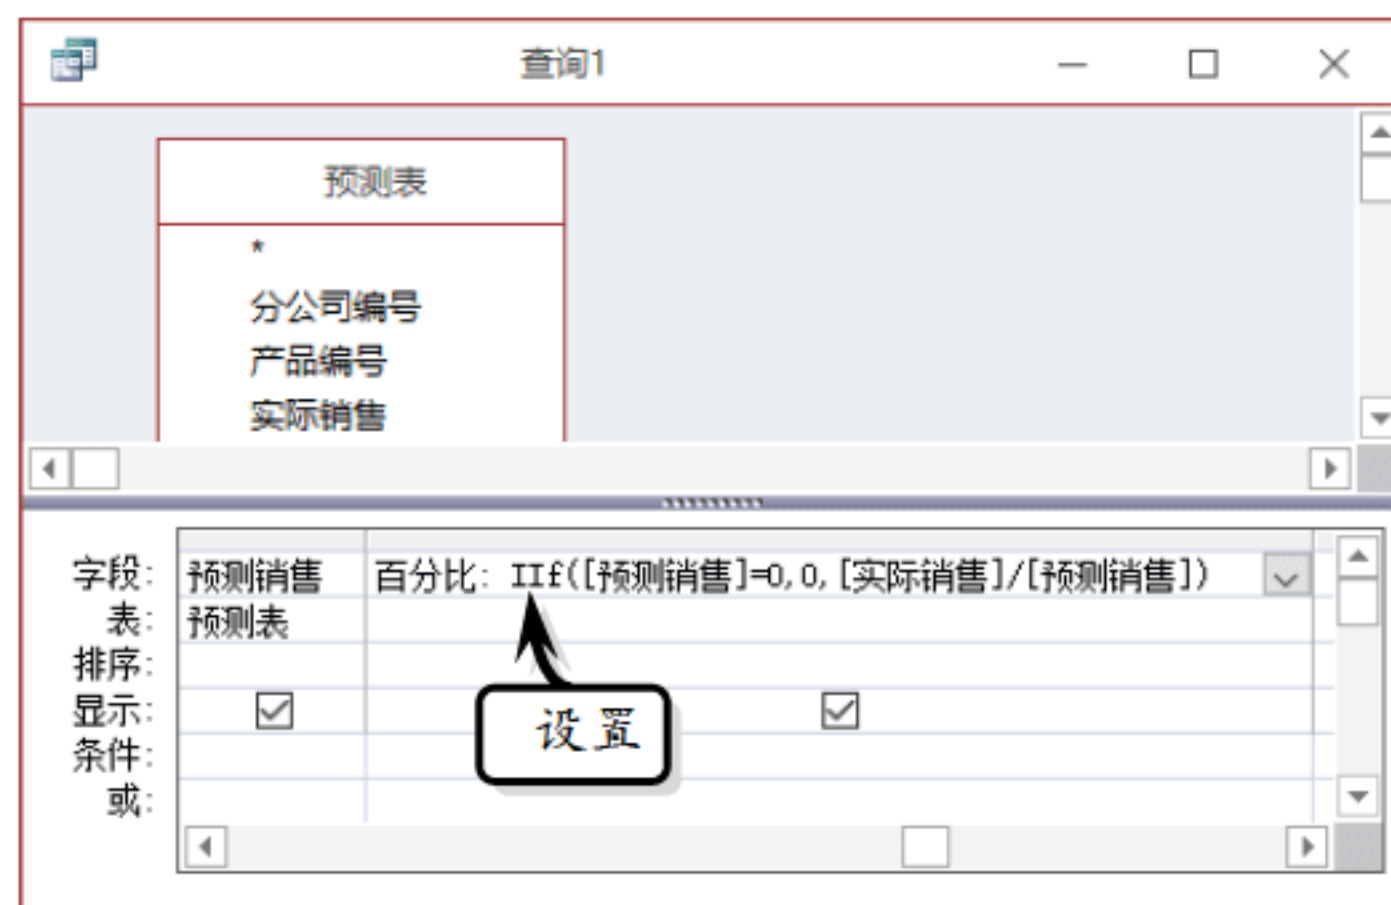 查询1
预测表
*
分公司编号
产品编号
实际销售
字段: 预测销售 百分比: IIf([预测销售]=0,0,[实际销售]/[预测销售])
表: 预测表
排序:
显示:
设置
条件:
或: